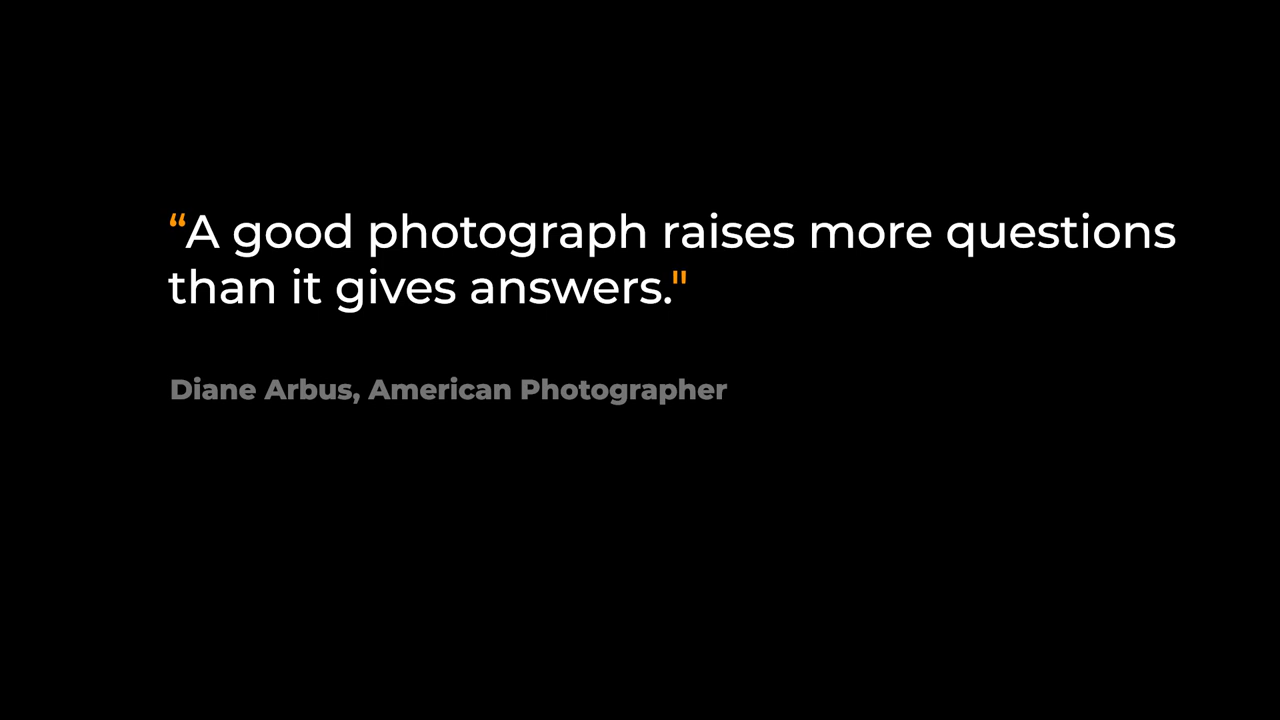 “A good photograph raises more questions
than it gives answers."
Diane Arbus, American Photographer